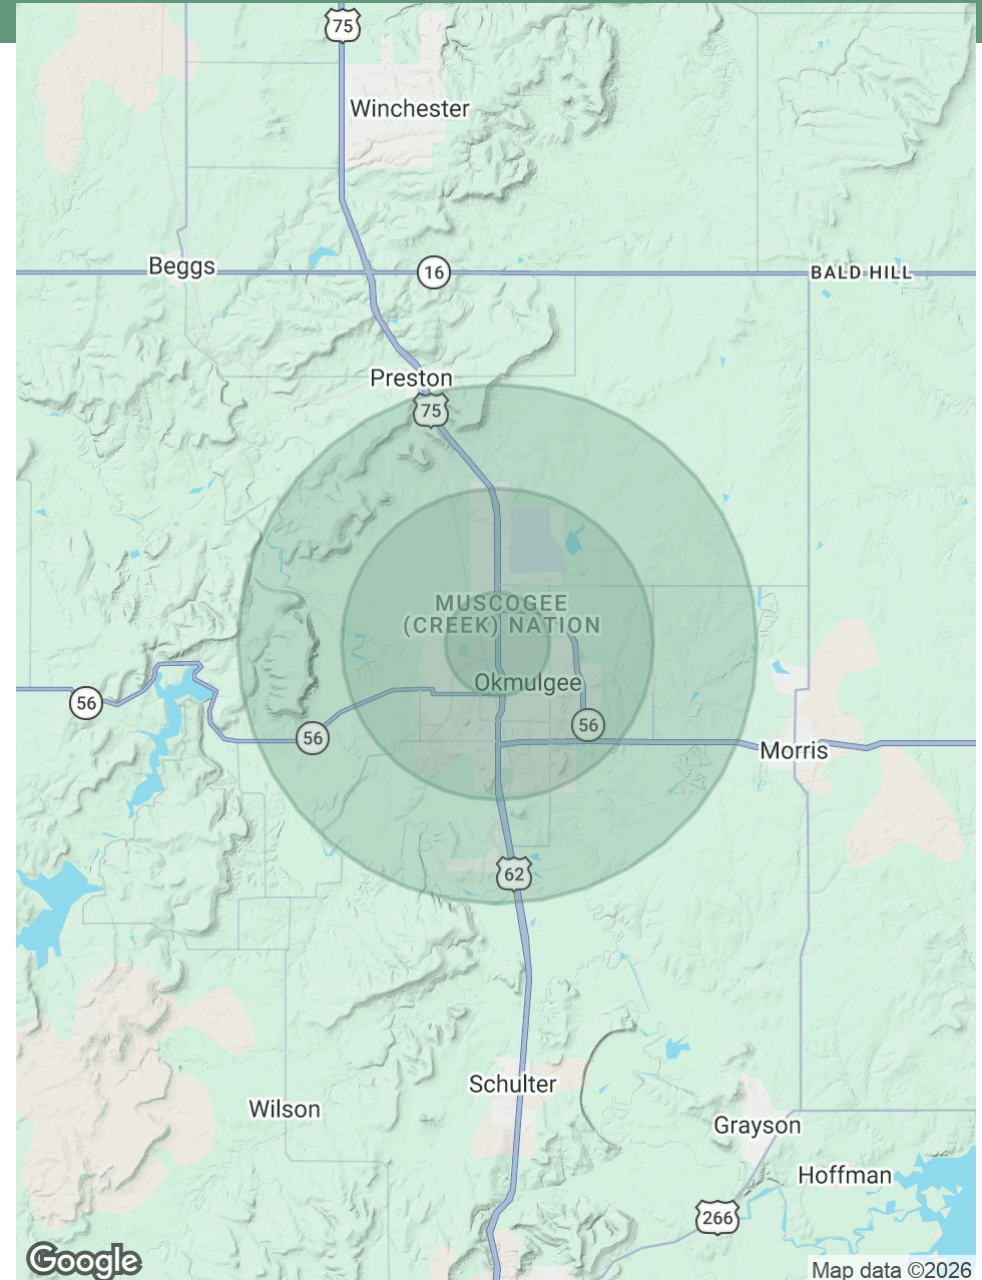 75
Winchester
Beggs
16
BALD HILL
Preston
75
MUSCOGEE
(CREEK) NATION
Okmulgee
56
56
56
Morris
62
Schulter
Wilson
Grayson
Hoffman
266
Google
Map data ©2026